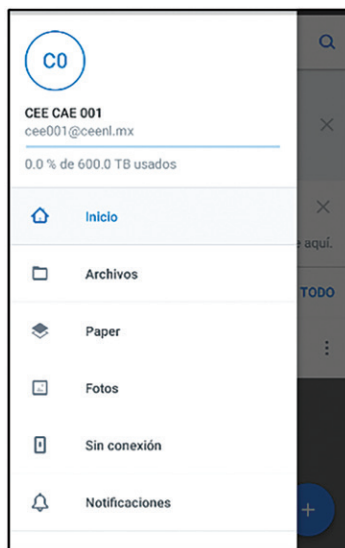 C0
CEE CAE 001
cee001@ceenl.mx
0.0 % de 600.0 TB usados
Inicio
Archivos
Paper
Fotos
Sin conexión
Notificaciones
aquí.
TODO